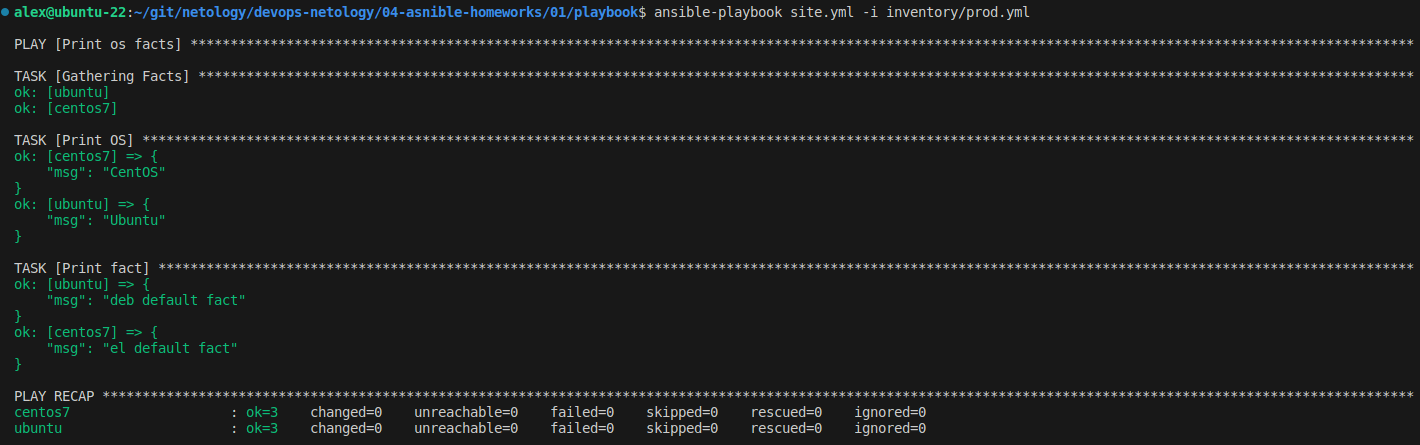 alex@ubuntu-22:~/git/netology/devops-netology/04-asnible-homeworks/01/playbook$ ansible-playbook site.yml -i inventory/prod.yml
PLAY [Print os facts] *********************************************************************************************************************************************************
TASK [Gathering Facts] ********************************************************************************************************************************************************
ok: [ubuntu]
ok: [centos7]
TASK [Print OS] ***************************************************************************************************************************************************************
ok: [centos7] => {
    "msg": "CentOS"
}
ok: [ubuntu] => {
    "msg": "Ubuntu"
}
TASK [Print fact] *************************************************************************************************************************************************************
ok: [ubuntu] => {
    "msg": "deb default fact"
}
ok: [centos7] => {
    "msg": "el default fact"
}
PLAY RECAP ********************************************************************************************************************************************************************
centos7                    : ok=3    changed=0    unreachable=0    failed=0    skipped=0    rescued=0    ignored=0
ubuntu                     : ok=3    changed=0    unreachable=0    failed=0    skipped=0    rescued=0    ignored=0